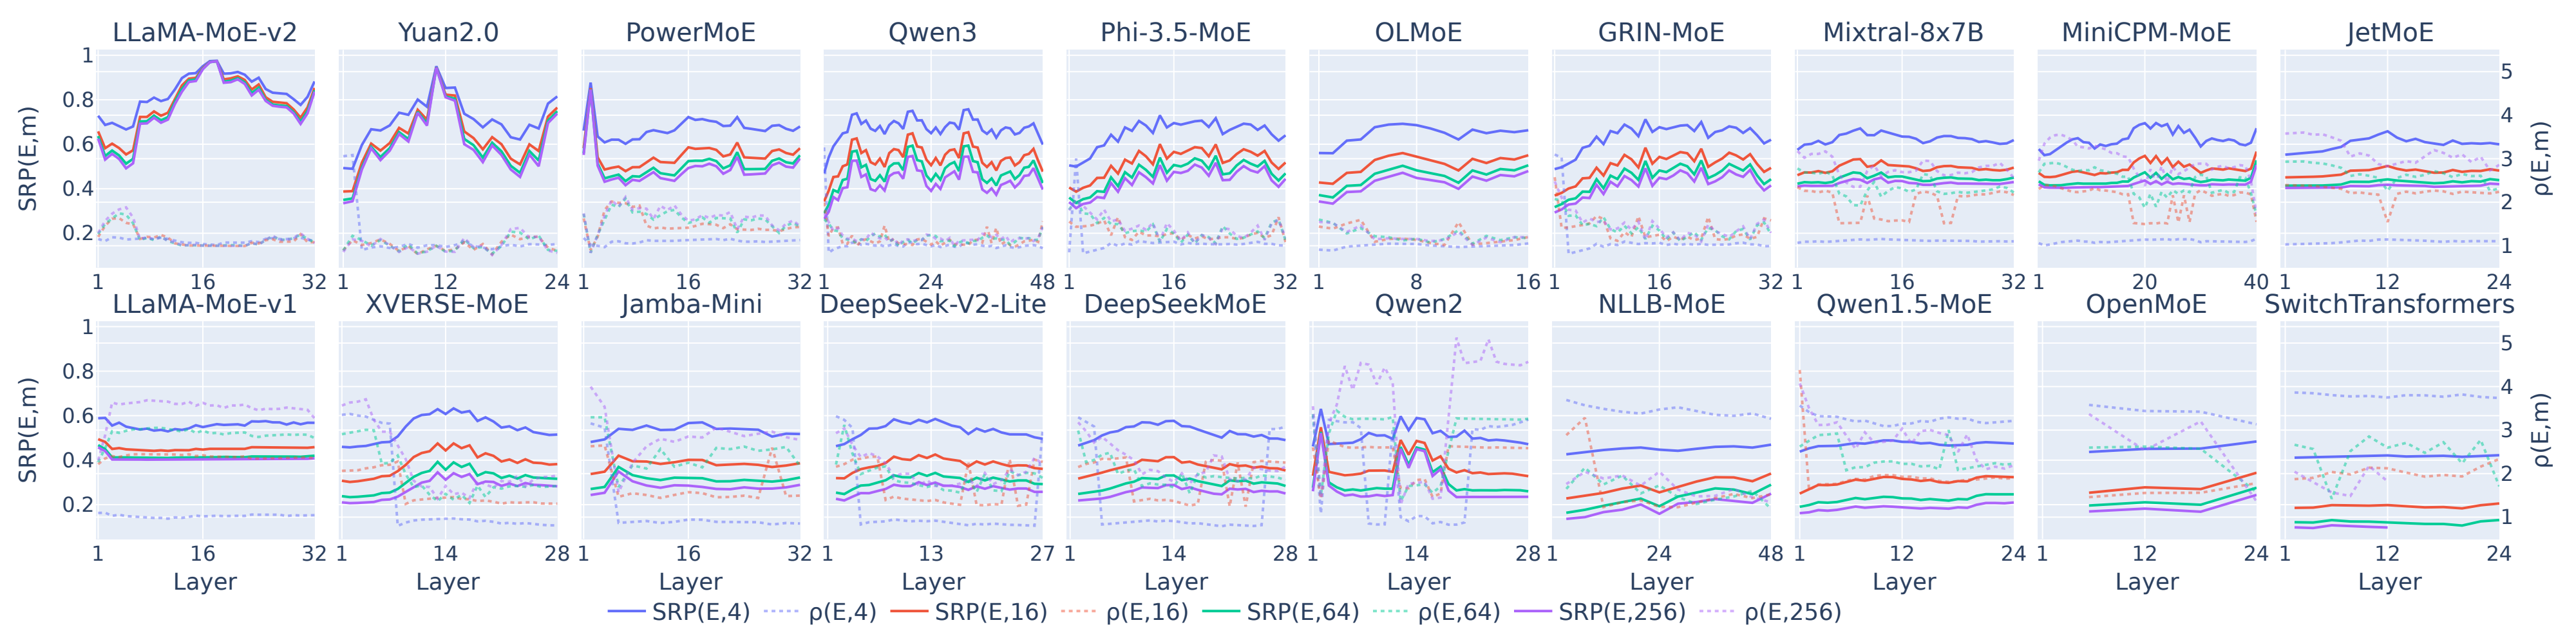 LLaMA-MoE-v2 Yuan2.0 PowerMoE Qwen3 Phi-3.5-MoE OLMoE GRIN-MoE Mixtral-8x7B MiniCPM-MoE JetMoE
SRP(E,m)
1
0.8
0.6
0.4
0.2
5
4
3
2
1
ρ(E,m)
1 16 32 1 12 24 1 16 32 1 24 48 1 16 32 1 8 16 1 16 32 1 16 32 1 20 40 1 12 24
LLaMA-MoE-v1 XVERSE-MoE Jamba-Mini DeepSeek-V2-Lite DeepSeekMoE Qwen2 NLLB-MoE Qwen1.5-MoE OpenMoE SwitchTransformers
SRP(E,m)
1
0.8
0.6
0.4
0.2
5
4
3
2
1
ρ(E,m)
1 16 32 1 14 28 1 16 32 1 13 27 1 14 28 1 14 28 1 24 48 1 12 24 1 12 24 1 12 24
Layer Layer Layer Layer Layer Layer Layer Layer Layer Layer
SRP(E,4) ρ(E,4) SRP(E,16) ρ(E,16) SRP(E,64) ρ(E,64) SRP(E,256) ρ(E,256)